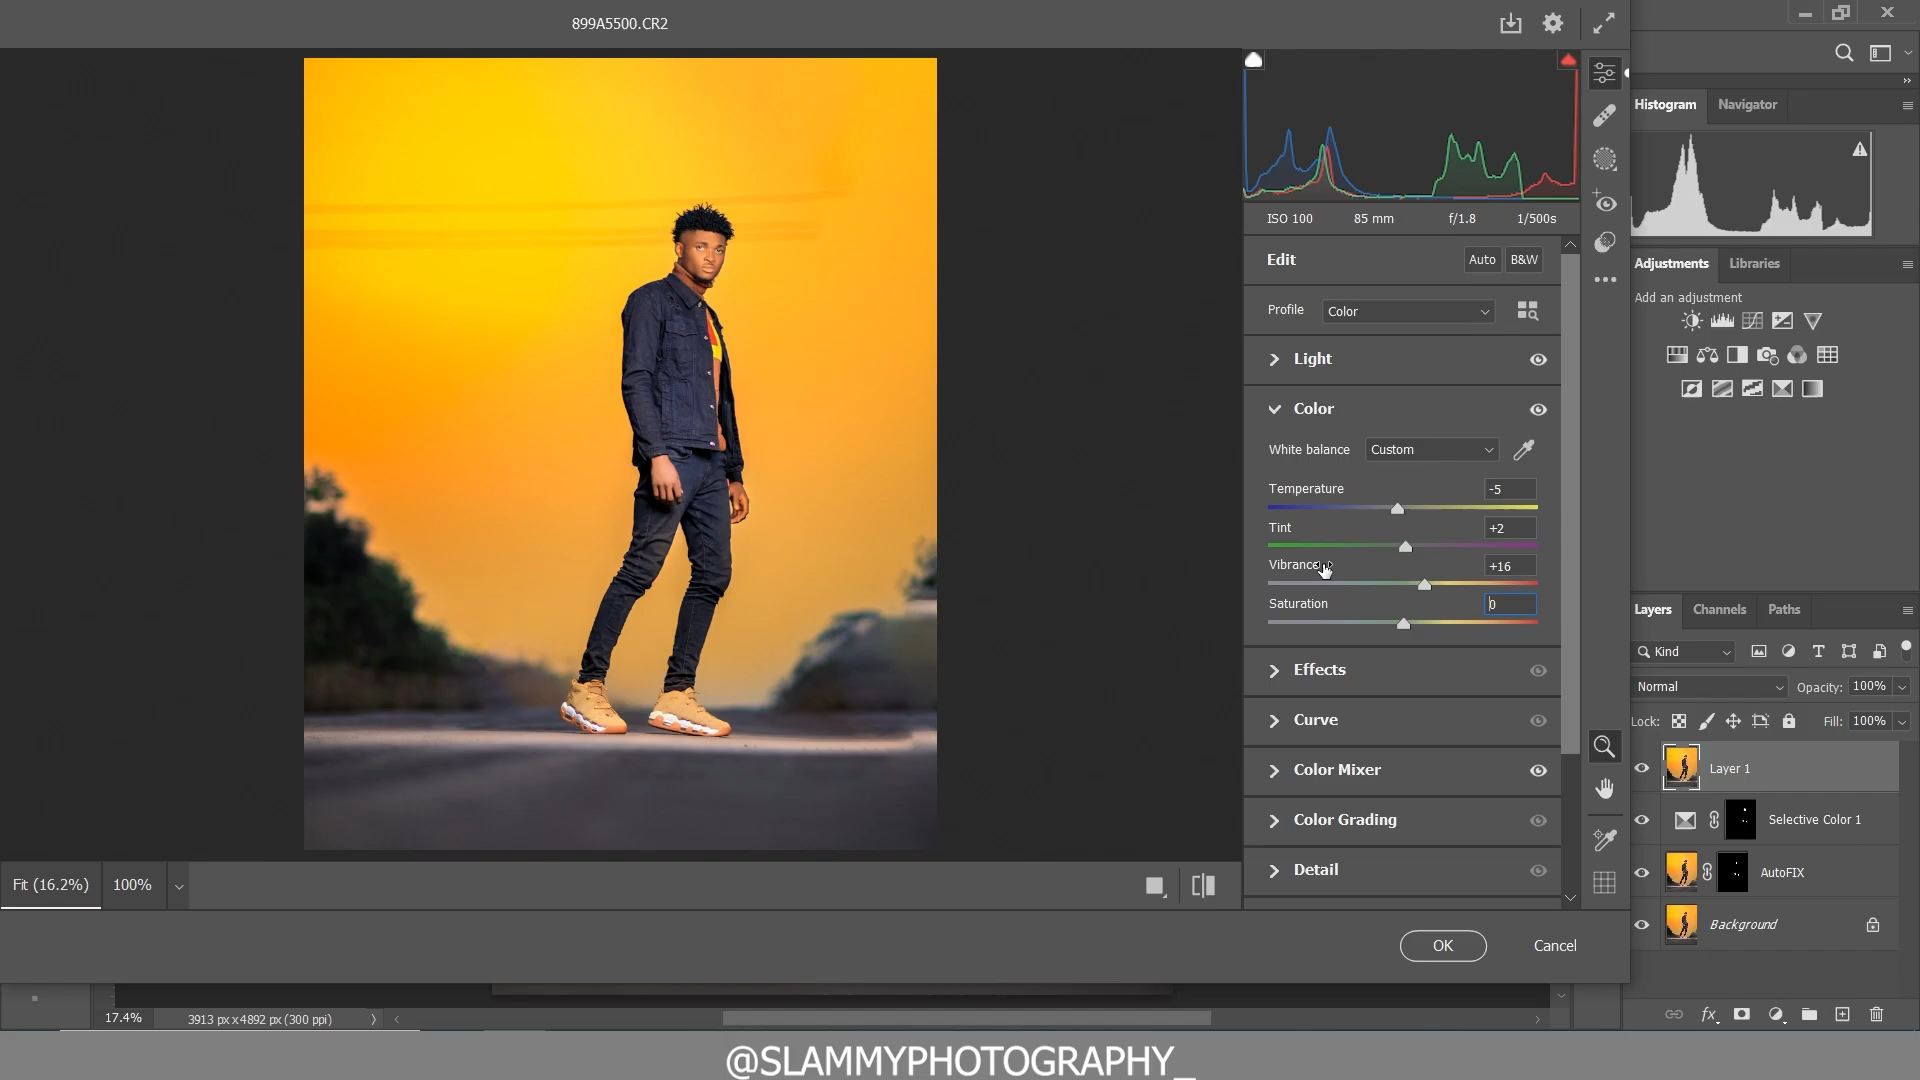 899A5500.CR2
Histogram
Navigator
ISO 100
85 mm
f/1.8
1/500s
Edit
Auto
B&W
Adjustments
Libraries
Add an adjustment
Profile
Color
Light
Color
White balance
Custom
Temperature
-5
Tint
+2
Vibrance
+16
Saturation
0
Layers
Channels
Paths
Kind
Normal
Opacity:
100%
Lock:
Fill:
100%
Effects
Curve
Color Mixer
Color Grading
Detail
Layer 1
Selective Color 1
AutoFIX
Background
Fit (16.2%)
100%
OK
Cancel
17.4%
3913 px x 4892 px (300 ppi)
fx
@SLAMMYPHOTOGRAPHY_